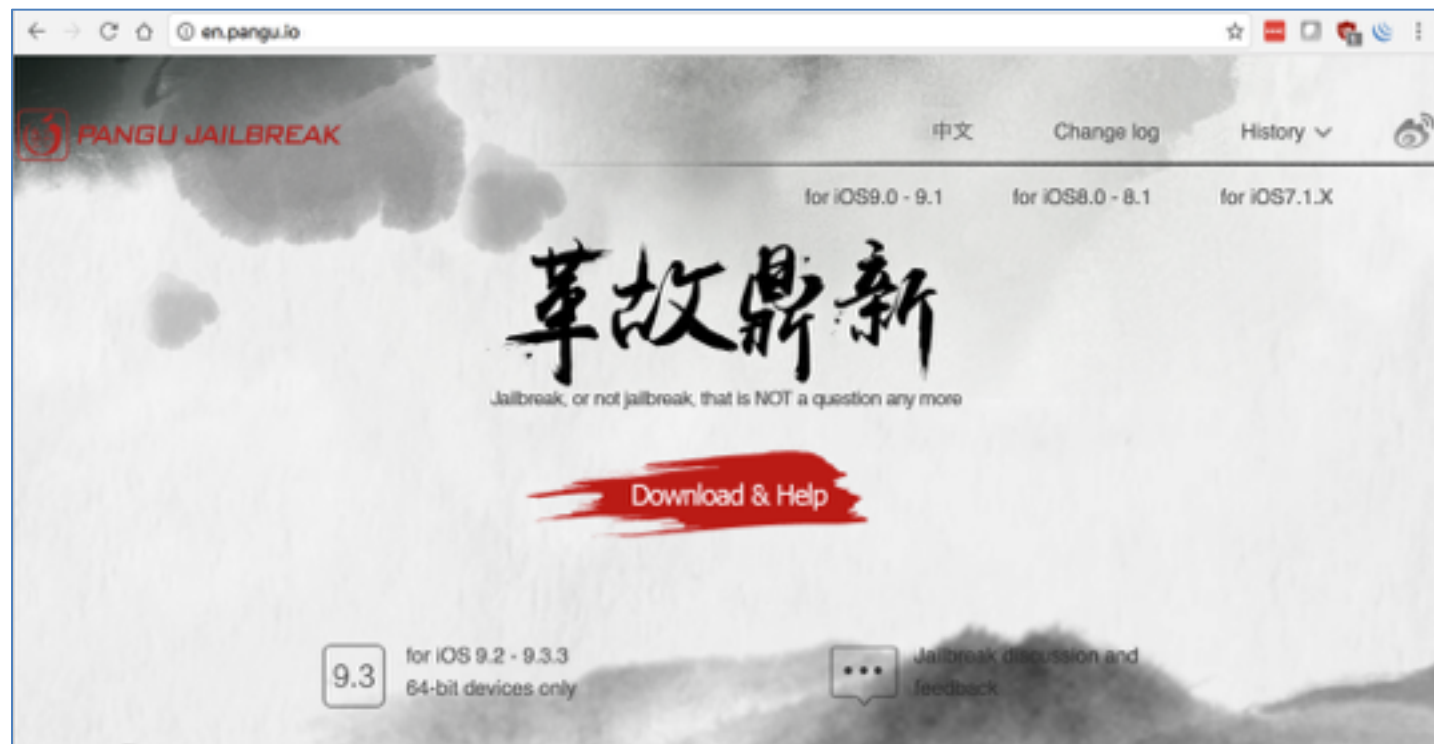 en.pangu.io
PANGU JAILBREAK
中文 Change log History
for iOS9.0 - 9.1 for iOS8.0 - 8.1 for iOS7.1.X
革故鼎新
Jailbreak, or not jailbreak, that is NOT a question any more
Download & Help
9.3
for iOS 9.2 - 9.3.3
64-bit devices only
Jailbreak discussion and
feedback